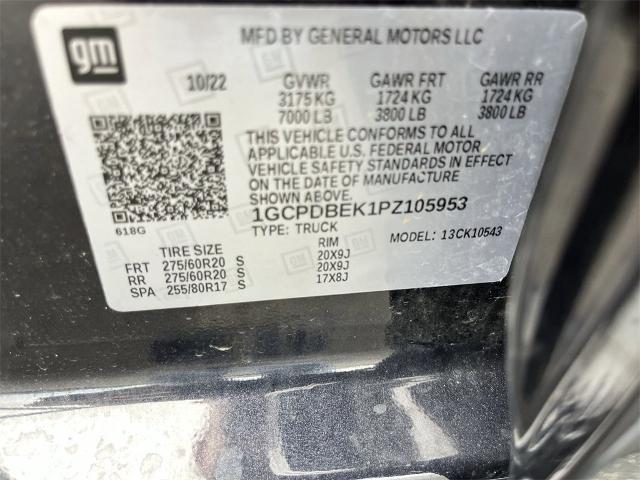 gm
MFD BY GENERAL MOTORS LLC
10/22 GVWR GAWR FRT GAWR RR
3175 KG 1724 KG 1724 KG
7000 LB 3800 LB 3800 LB
THIS VEHICLE CONFORMS TO ALL
APPLICABLE U.S. FEDERAL MOTOR
VEHICLE SAFETY STANDARDS IN EFFECT
ON THE DATE OF MANUFACTURE
SHOWN ABOVE.
1GCPDBEK1PZ105953
618G TYPE: TRUCK MODEL: 13CK10543
TIRE SIZE RIM
FRT 275/60R20 S 20X9J
RR 275/60R20 S 20X9J
SPA 255/80R17 S 17X8J